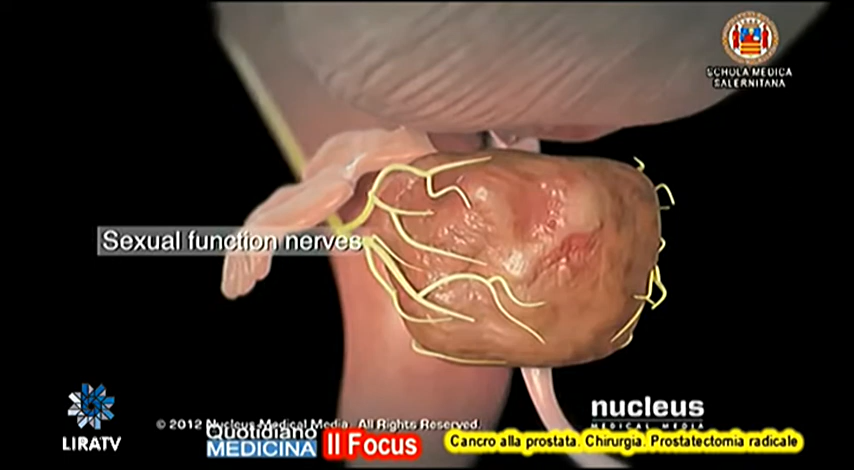 SCHOLA MEDICA
SALERNITANA
Sexual function nerves
nucleus
MEDICAL MEDIA
© 2012 Nucleus Medical Media. All Rights Reserved.
LIRATV
Quotidiano
MEDICINA
Il Focus
Cancro alla prostata. Chirurgia. Prostatectomia radicale